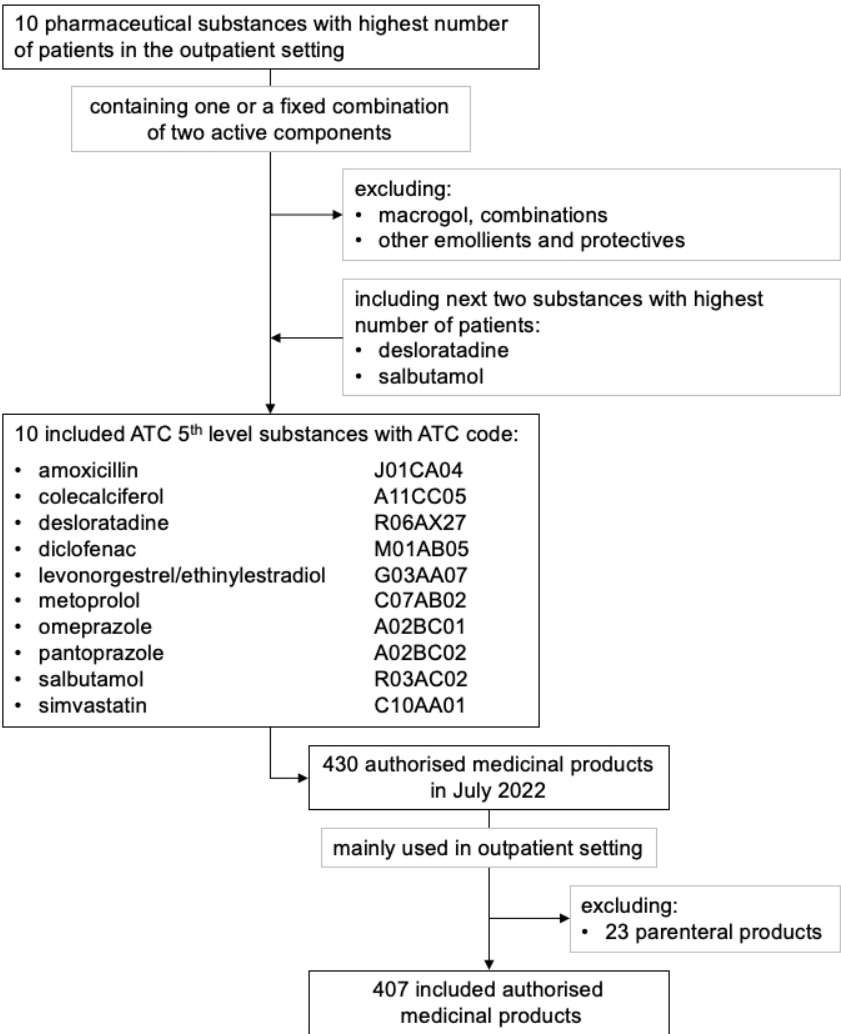 10 pharmaceutical substances with highest number
of patients in the outpatient setting
containing one or a fixed combination
of two active components
excluding:
• macrogol, combinations
• other emollients and protectives
including next two substances with highest
number of patients:
• desloratadine
• salbutamol
10 included ATC 5th level substances with ATC code:
• amoxicillin J01CA04
• colecalciferol A11CC05
• desloratadine R06AX27
• diclofenac M01AB05
• levonorgestrel/ethinylestradiol G03AA07
• metoprolol C07AB02
• omeprazole A02BC01
• pantoprazole A02BC02
• salbutamol R03AC02
• simvastatin C10AA01
430 authorised medicinal products
in July 2022
mainly used in outpatient setting
excluding:
• 23 parenteral products
407 included authorised
medicinal products